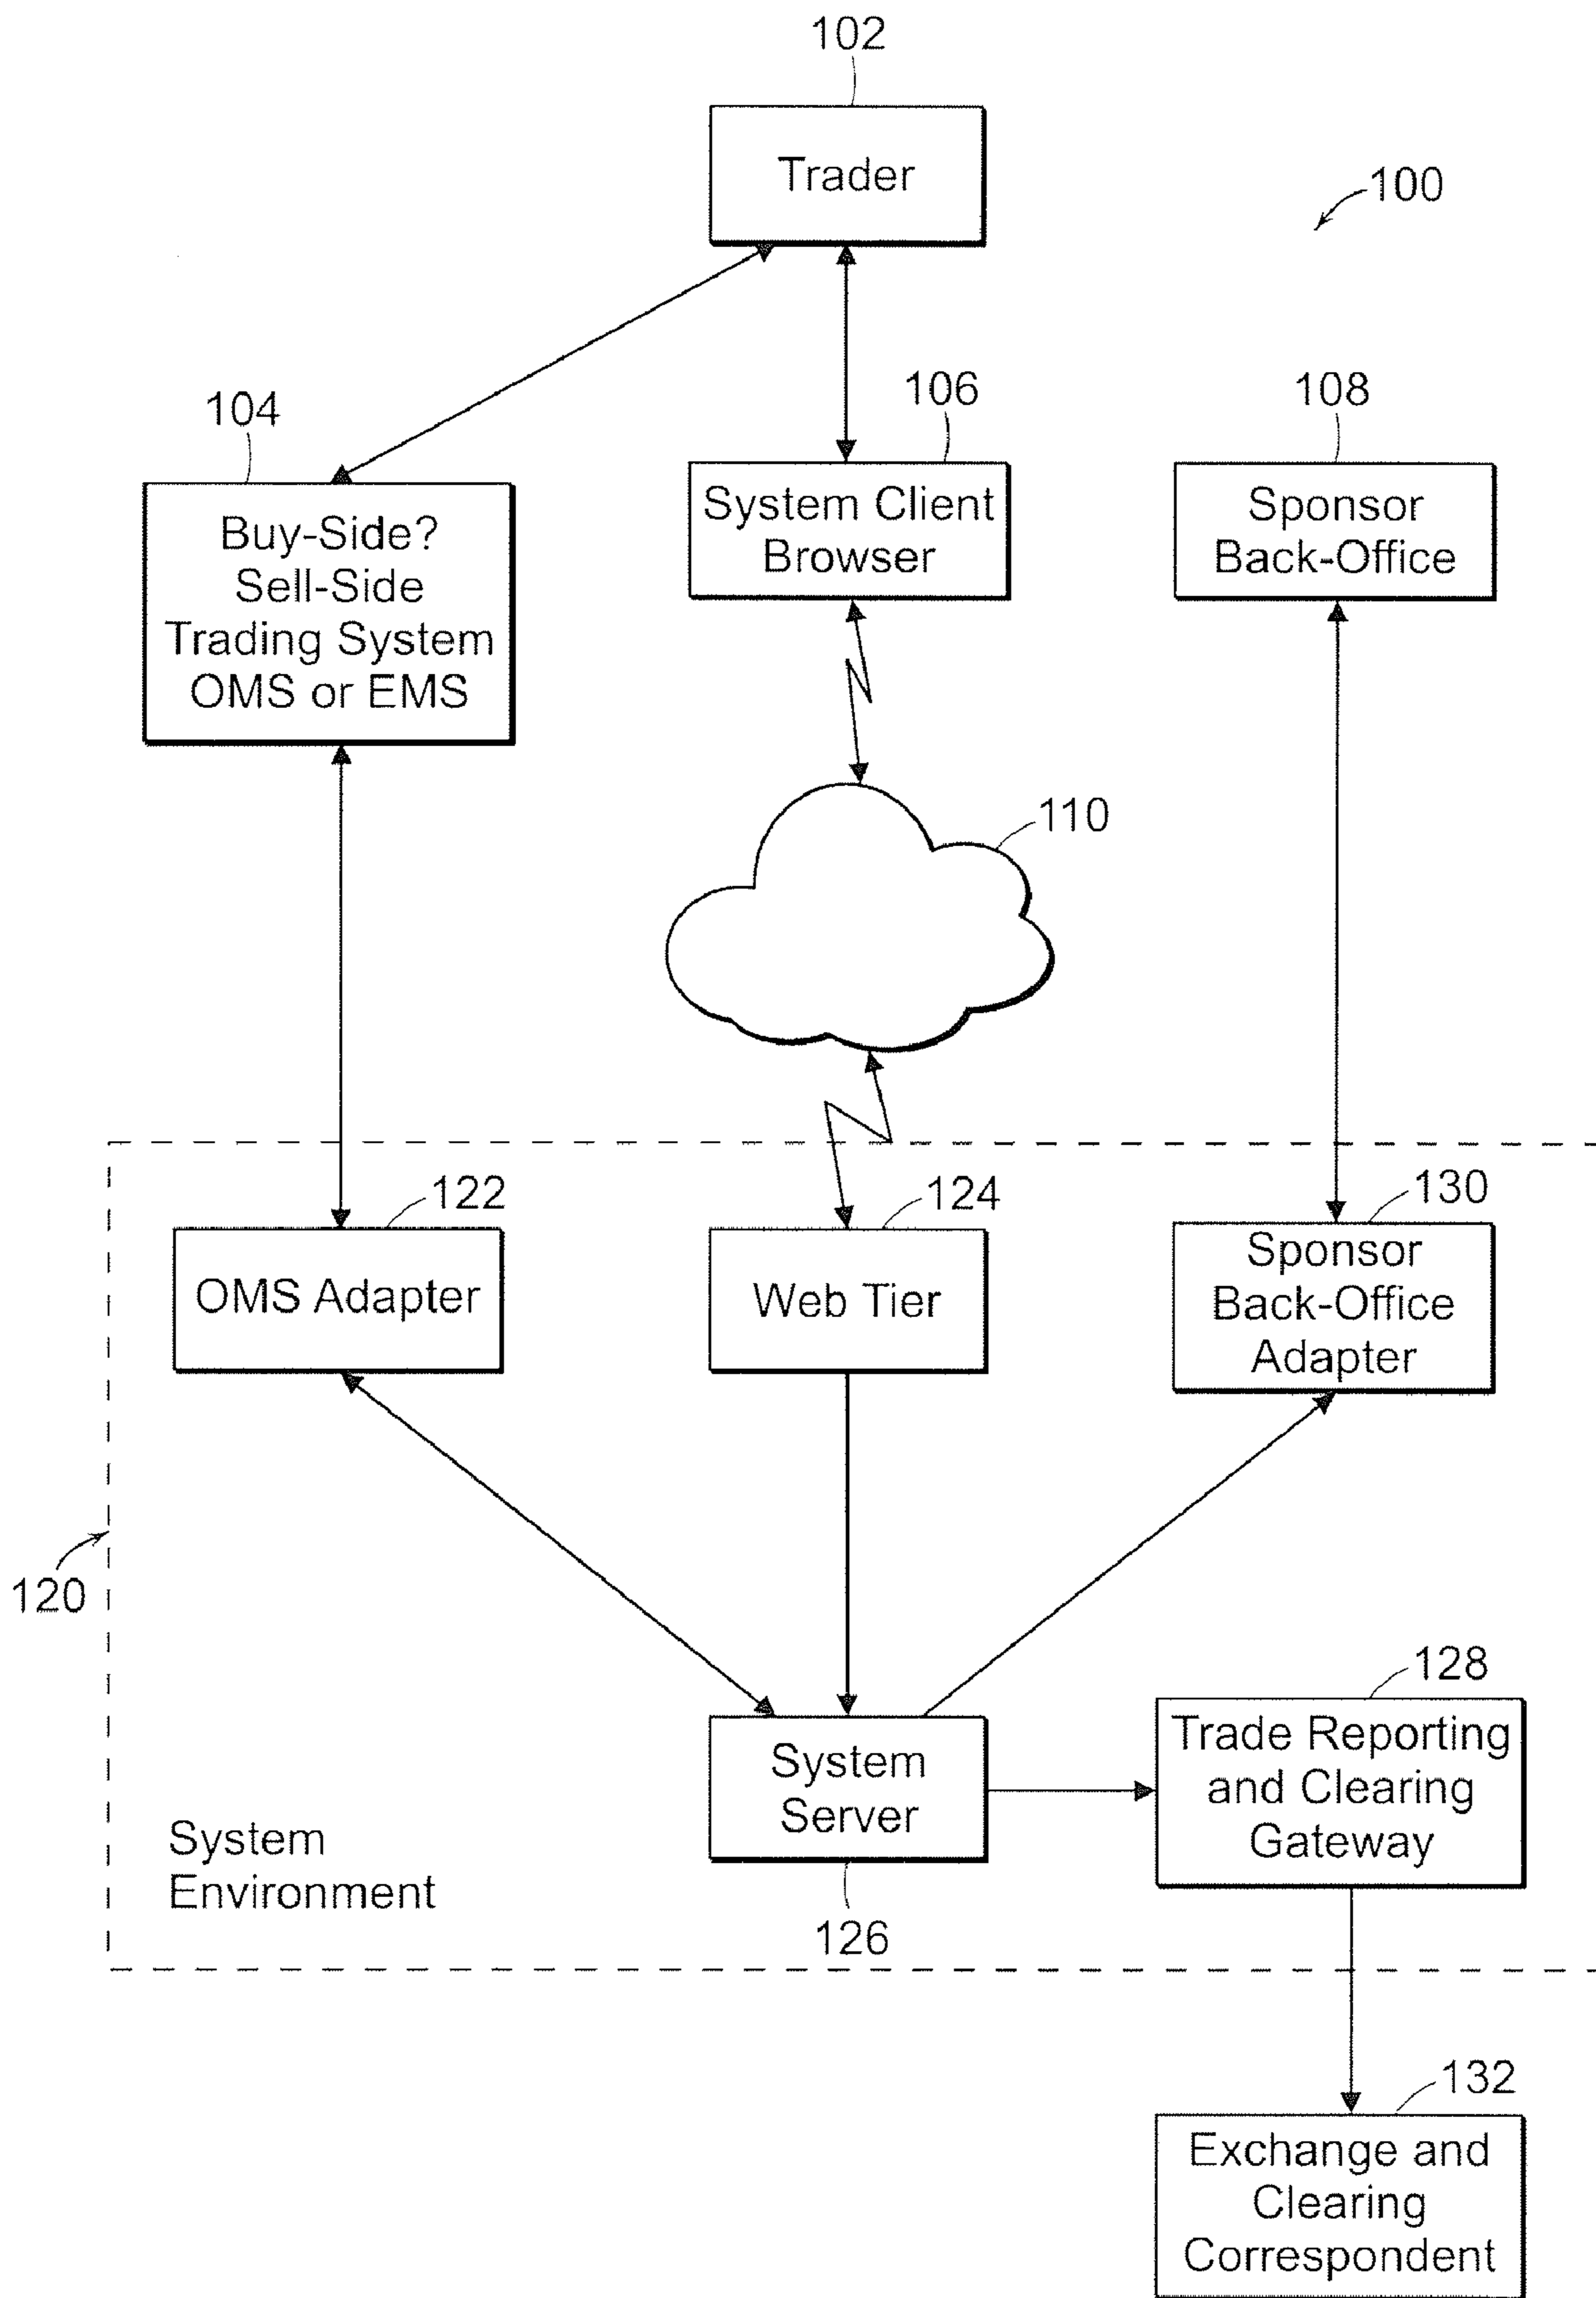 102
Trader
100
104
106
108
Buy-Side?
Sell-Side
Trading System
OMS or EMS
System Client
Browser
Sponsor
Back-Office
110
122
124
130
OMS Adapter
Web Tier
Sponsor
Back-Office
Adapter
120
128
System
Server
Trade Reporting
and Clearing
Gateway
System
Environment
126
132
Exchange and
Clearing
Correspondent